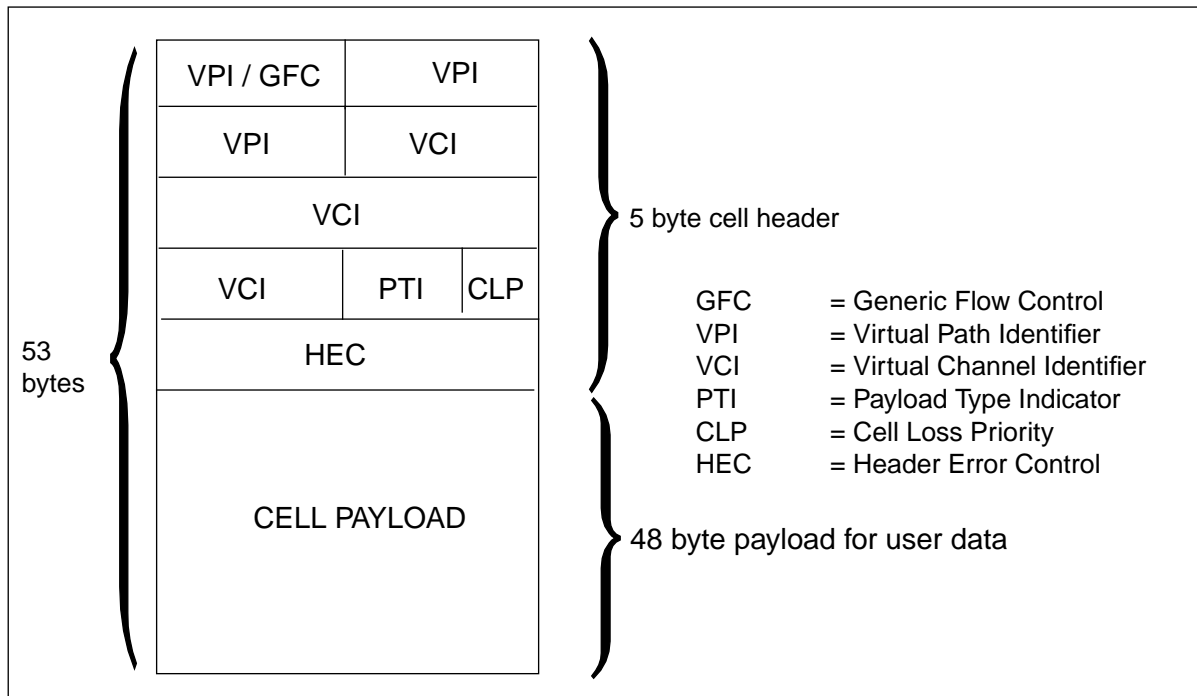 VPI / GFC VPI
VPI VCI
VCI
VCI PTI CLP
HEC
CELL PAYLOAD
53
bytes
5 byte cell header
GFC = Generic Flow Control
VPI = Virtual Path Identifier
VCI = Virtual Channel Identifier
PTI = Payload Type Indicator
CLP = Cell Loss Priority
HEC = Header Error Control
48 byte payload for user data